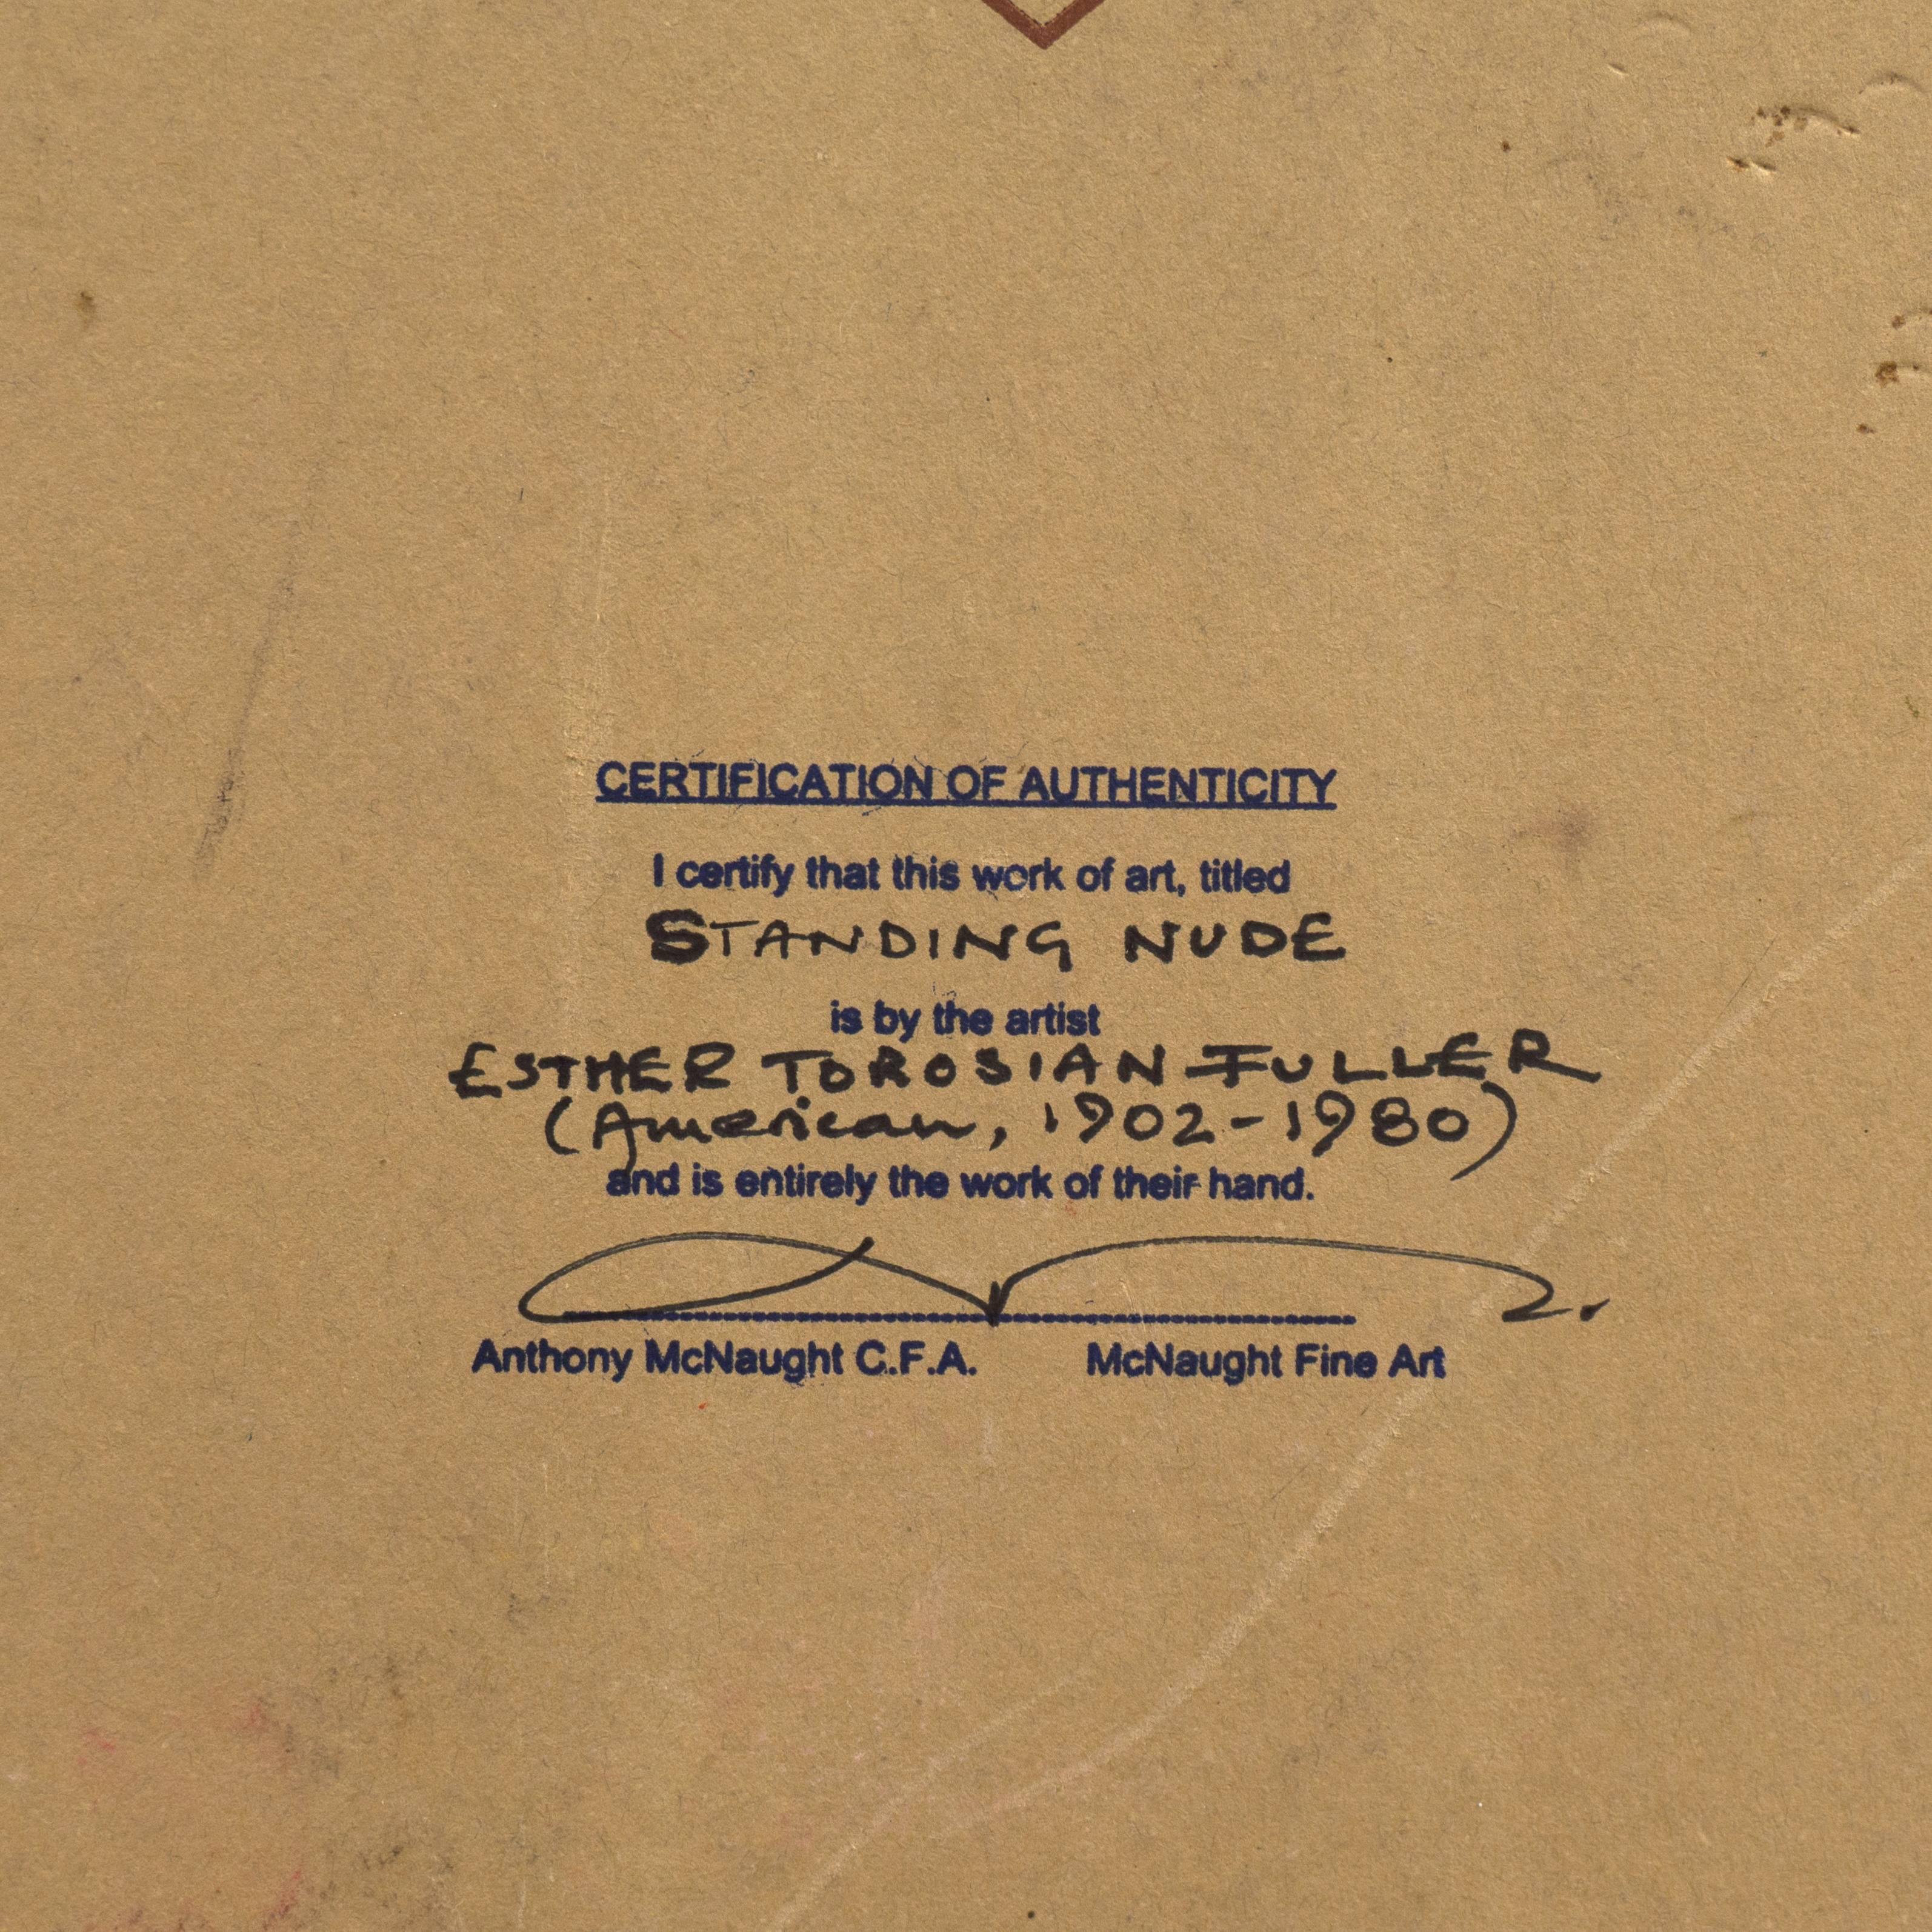 CERTIFICATION OF AUTHENTICITY
I certify that this work of art, titled
STANDING NUDE
is by the artist
ESTHER TOROSIAN FULLER
(American, 1902-1980)
and is entirely the work of their hand.
Anthony McNaught C.F.A. McNaught Fine Art